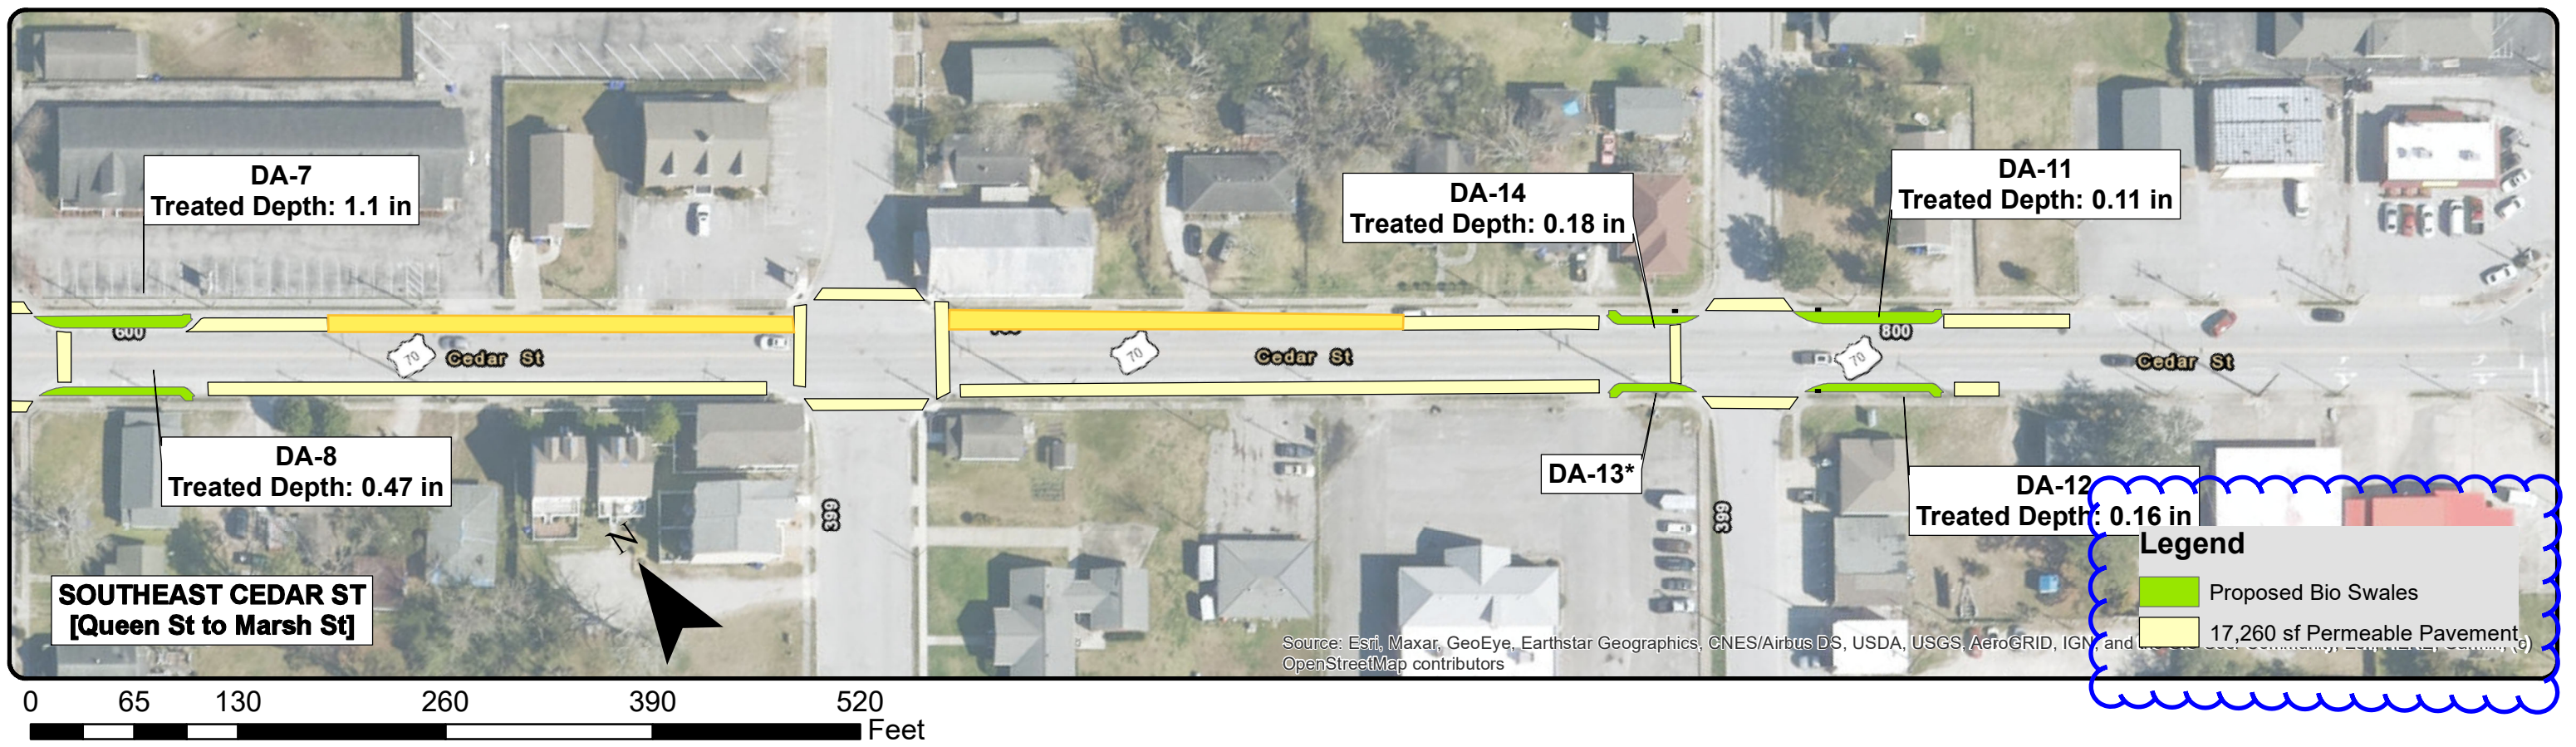 DA-7
Treated Depth: 1.1 in
DA-14
Treated Depth: 0.18 in
DA-11
Treated Depth: 0.11 in
600
70
Cedar St
70
Cedar St
800
70
Cedar St
DA-8
Treated Depth: 0.47 in
399
N
DA-13*
399
DA-12
Treated Depth: 0.16 in
SOUTHEAST CEDAR ST
[Queen St to Marsh St]
Legend
Proposed Bio Swales
17,260 sf Permeable Pavement
Source: Esri, Maxar, GeoEye, Earthstar Geographics, CNES/Airbus DS, USDA, USGS, AeroGRID, IGN, and
OpenStreetMap contributors
0 65 130 260 390 520
Feet